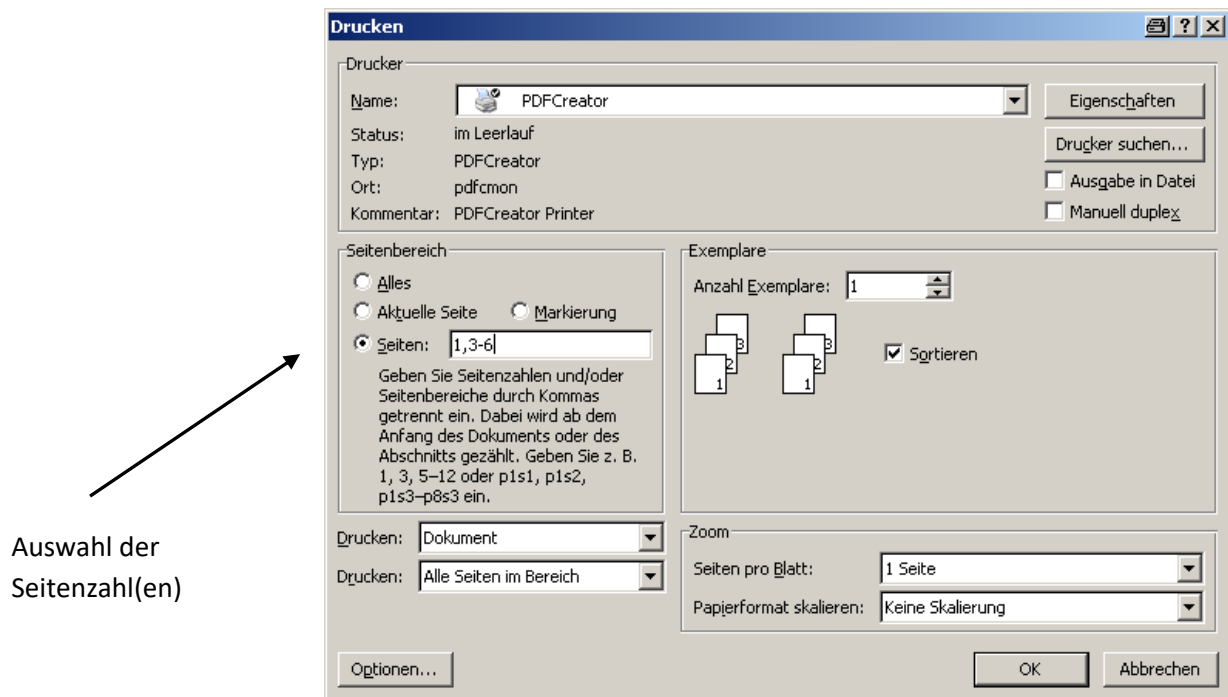 Drucken
Drucker
Name: PDFCreator
Eigenschaften
Status: im Leerlauf
Drucker suchen...
Typ: PDFCreator
Ort: pdfcmon
Ausgabe in Datei
Kommentar: PDFCreator Printer
Manuell duplex
Seitenbereich
Alles
Aktuelle Seite Markierung
Seiten: 1,3-6
Geben Sie Seitenzahlen und/oder
Seitenbereiche durch Kommas
getrennt ein. Dabei wird ab dem
Anfang des Dokuments oder des
Abschnitts gezählt. Geben Sie z. B.
1, 3, 5–12 oder p1s1, p1s2,
p1s3–p8s3 ein.
Exemplare
Anzahl Exemplare: 1
3 3
2 2
1 1
Sortieren
Auswahl der
Seitenzahl(en)
Drucken: Dokument
Drucken: Alle Seiten im Bereich
Zoom
Seiten pro Blatt: 1 Seite
Papierformat skalieren: Keine Skalierung
Optionen...
OK
Abbrechen